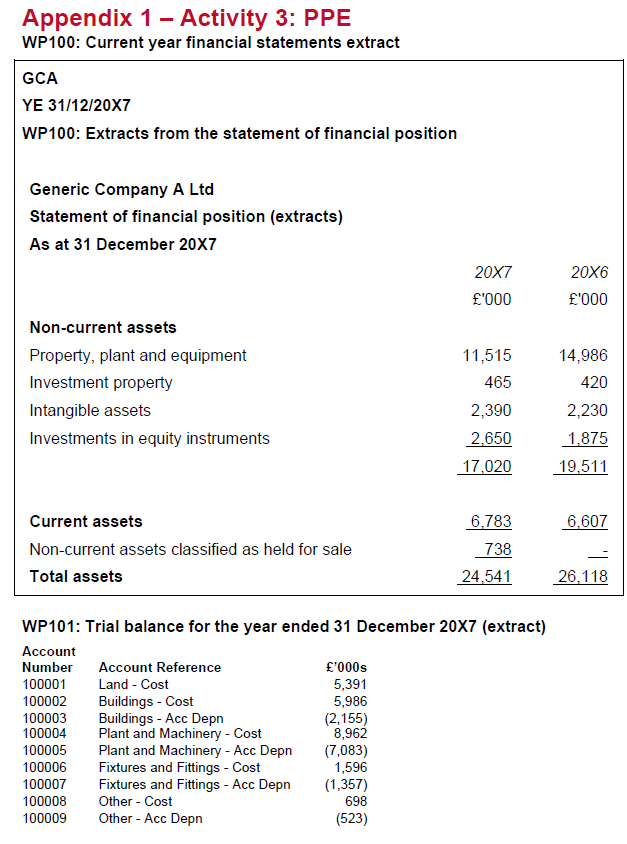 Appendix 1 – Activity 3: PPE
WP100: Current year financial statements extract
GCA
YE 31/12/20X7
WP100: Extracts from the statement of financial position
Generic Company A Ltd
Statement of financial position (extracts)
As at 31 December 20X7
20X7 20X6
£'000 £'000
Non-current assets
Property, plant and equipment 11,515 14,986
Investment property 465 420
Intangible assets 2,390 2,230
Investments in equity instruments 2,650 1,875
17,020 19,511
Current assets 6,783 6,607
Non-current assets classified as held for sale 738 -
Total assets 24,541 26,118
WP101: Trial balance for the year ended 31 December 20X7 (extract)
Account
Number Account Reference £'000s
100001 Land - Cost 5,391
100002 Buildings - Cost 5,986
100003 Buildings - Acc Depn (2,155)
100004 Plant and Machinery - Cost 8,962
100005 Plant and Machinery - Acc Depn (7,083)
100006 Fixtures and Fittings - Cost 1,596
100007 Fixtures and Fittings - Acc Depn (1,357)
100008 Other - Cost 698
100009 Other - Acc Depn (523)